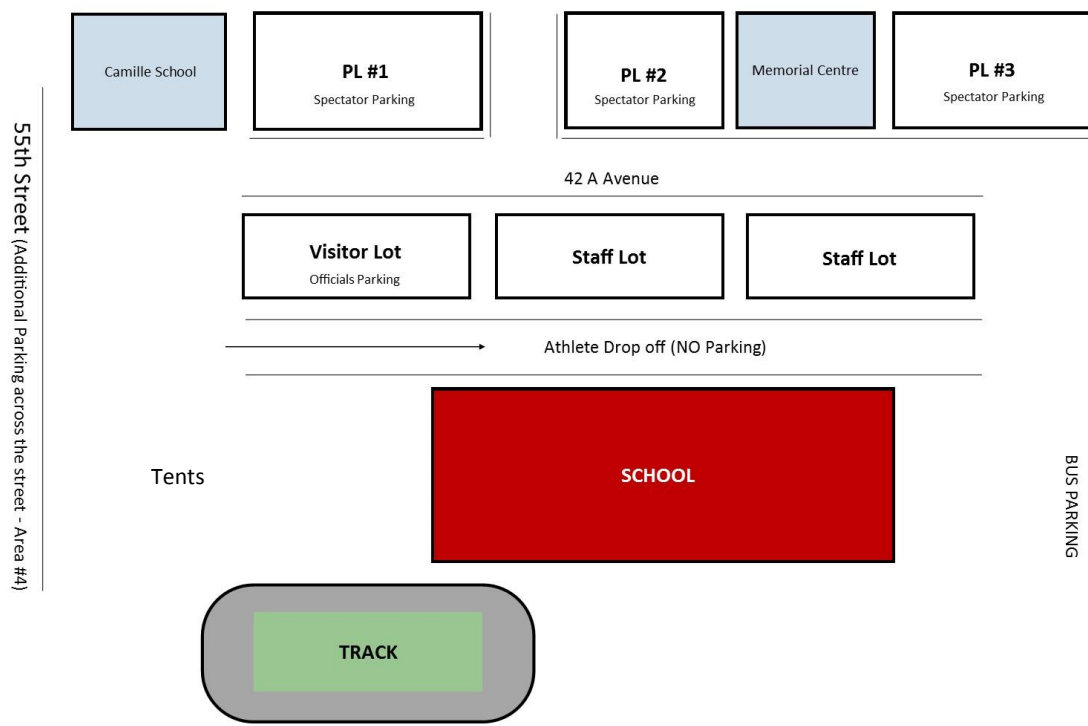 Camille School
PL #1
Spectator Parking
PL #2
Spectator Parking
Memorial Centre
PL #3
Spectator Parking
55th Street (Additional Parking across the street - Area #4)
42 A Avenue
Visitor Lot
Officials Parking
Staff Lot
Staff Lot
Athlete Drop off (NO Parking)
Tents
SCHOOL
BUS PARKING
TRACK